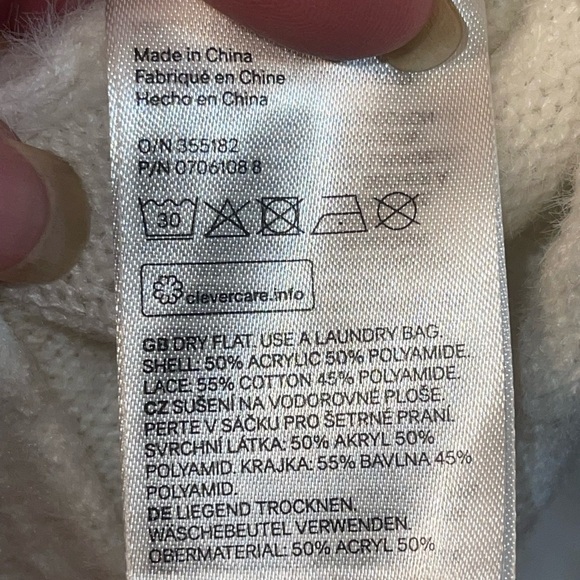 Made in China
Fabriqué en Chine
Hecho en China
O/N 355182
P/N 0706108 8
30
clevercare.info
GB DRY FLAT. USE A LAUNDRY BAG.
SHELL: 50% ACRYLIC 50% POLYAMIDE.
LACE: 55% COTTON 45% POLYAMIDE.
CZ SUŠENÍ NA VODOROVNÉ PLOŠE.
PERTE V SÁČKU PRO ŠETRNÉ PRANÍ.
SVRCHNÍ LÁTKA: 50% AKRYL 50%
POLYAMID. KRAJKA: 55% BAVLNA 45%
POLYAMID.
DE LIEGEND TROCKNEN.
WÄSCHEBEUTEL VERWENDEN.
OBERMATERIAL: 50% ACRYL 50%